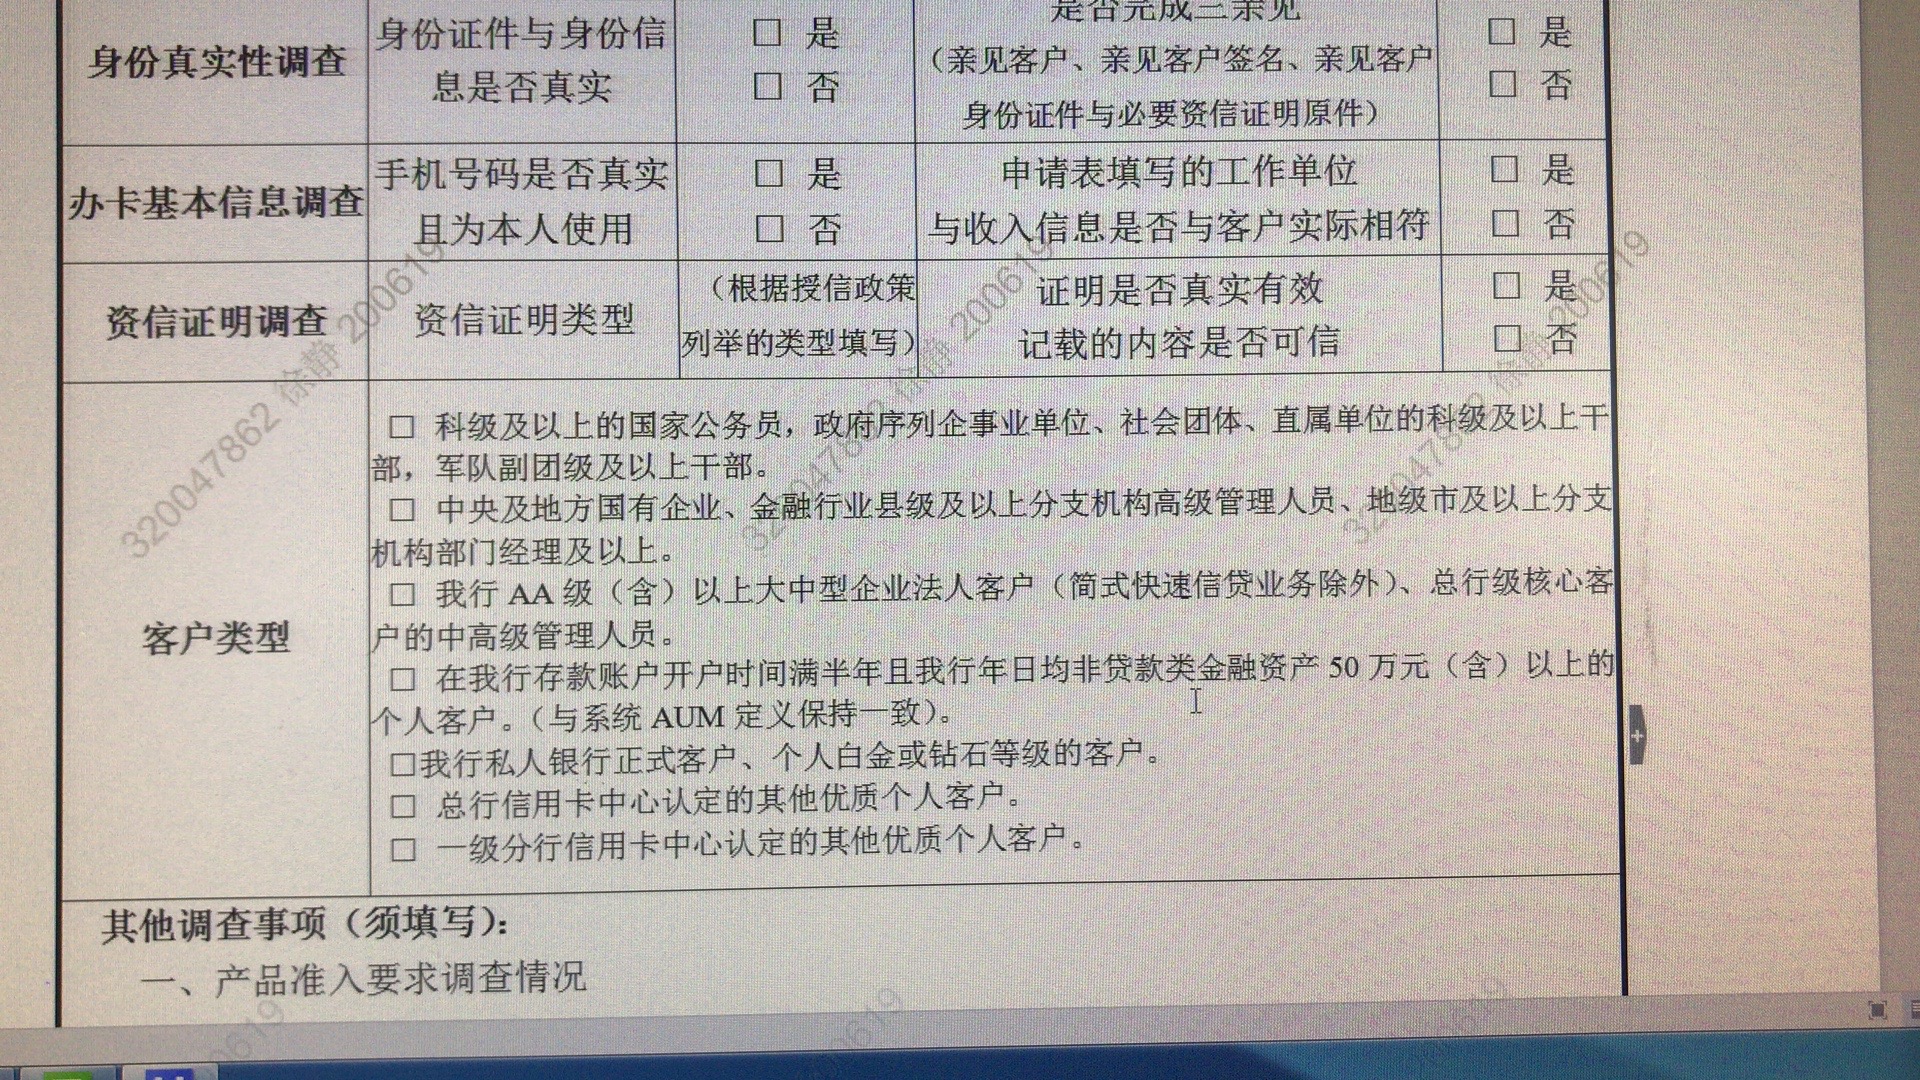 身份真实性调查
身份证件与身份信
息是否真实
□ 是
□ 否
是否完成三亲见
（亲见客户、亲见客户签名、亲见客户
身份证件与必要资信证明原件）
□ 是
□ 否
办卡基本信息调查
手机号码是否真实
且为本人使用
□ 是
□ 否
申请表填写的工作单位
与收入信息是否与客户实际相符
□ 是
□ 否
资信证明调查
资信证明类型
（根据授信政策
列举的类型填写）
证明是否真实有效
记载的内容是否可信
□ 是
□ 否
客户类型
□ 科级及以上的国家公务员，政府序列企事业单位、社会团体、直属单位的科级及以上干
部，军队副团级及以上干部。
□ 中央及地方国有企业、金融行业县级及以上分支机构高级管理人员、地级市及以上分支
机构部门经理及以上。
□ 我行 AA 级（含）以上大中型企业法人客户（简式快速信贷业务除外）、总行级核心客
户的中高级管理人员。
□ 在我行存款账户开户时间满半年且我行年日均非贷款类金融资产 50 万元（含）以上的
个人客户。（与系统 AUM 定义保持一致）。
□我行私人银行正式客户、个人白金或钻石等级的客户。
□ 总行信用卡中心认定的其他优质个人客户。
□ 一级分行信用卡中心认定的其他优质个人客户。
其他调查事项（须填写）：
一、产品准入要求调查情况
320047862 徐静 200619
320047862 徐静 200619
320047862 徐静 200619
0619
0619
0619